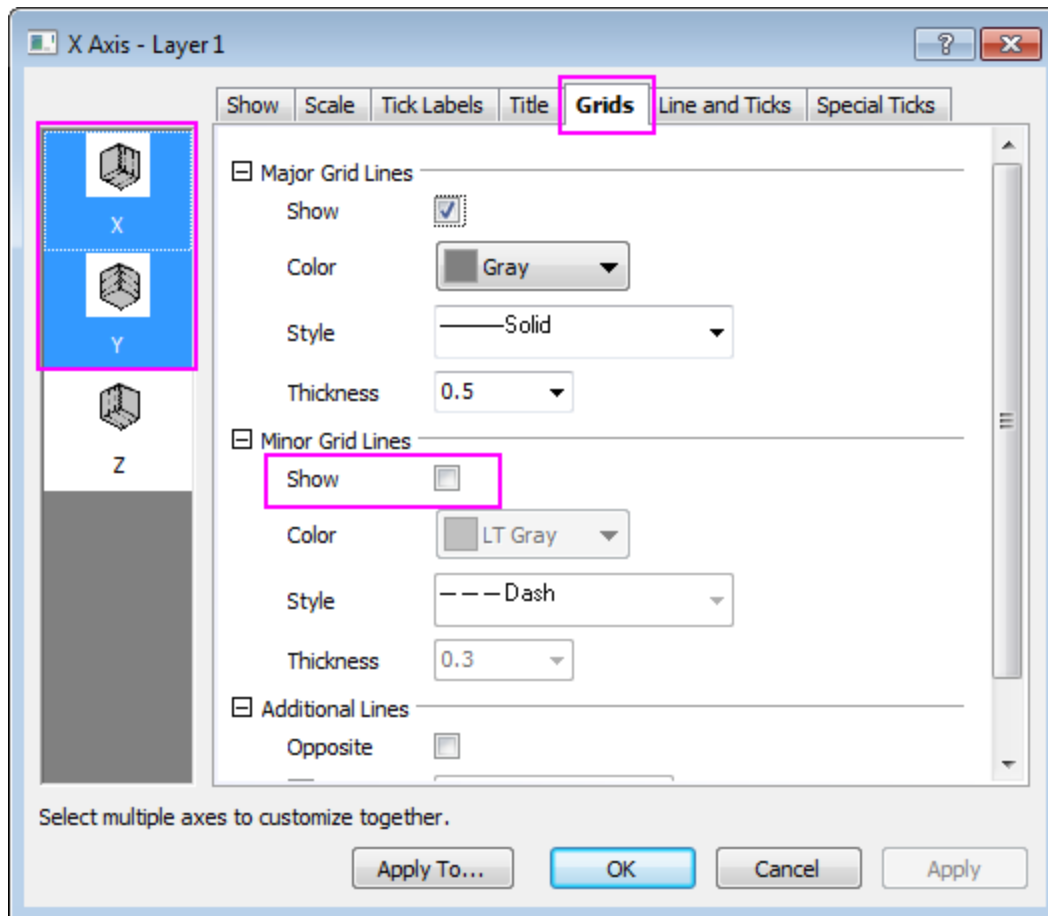 X Axis - Layer 1
Show Scale Tick Labels Title Grids Line and Ticks Special Ticks
X
Y
Z
Major Grid Lines
Show
Color Gray
Style Solid
Thickness 0.5
Minor Grid Lines
Show
Color LT Gray
Style Dash
Thickness 0.3
Additional Lines
Opposite
Select multiple axes to customize together.
Apply To... OK Cancel Apply